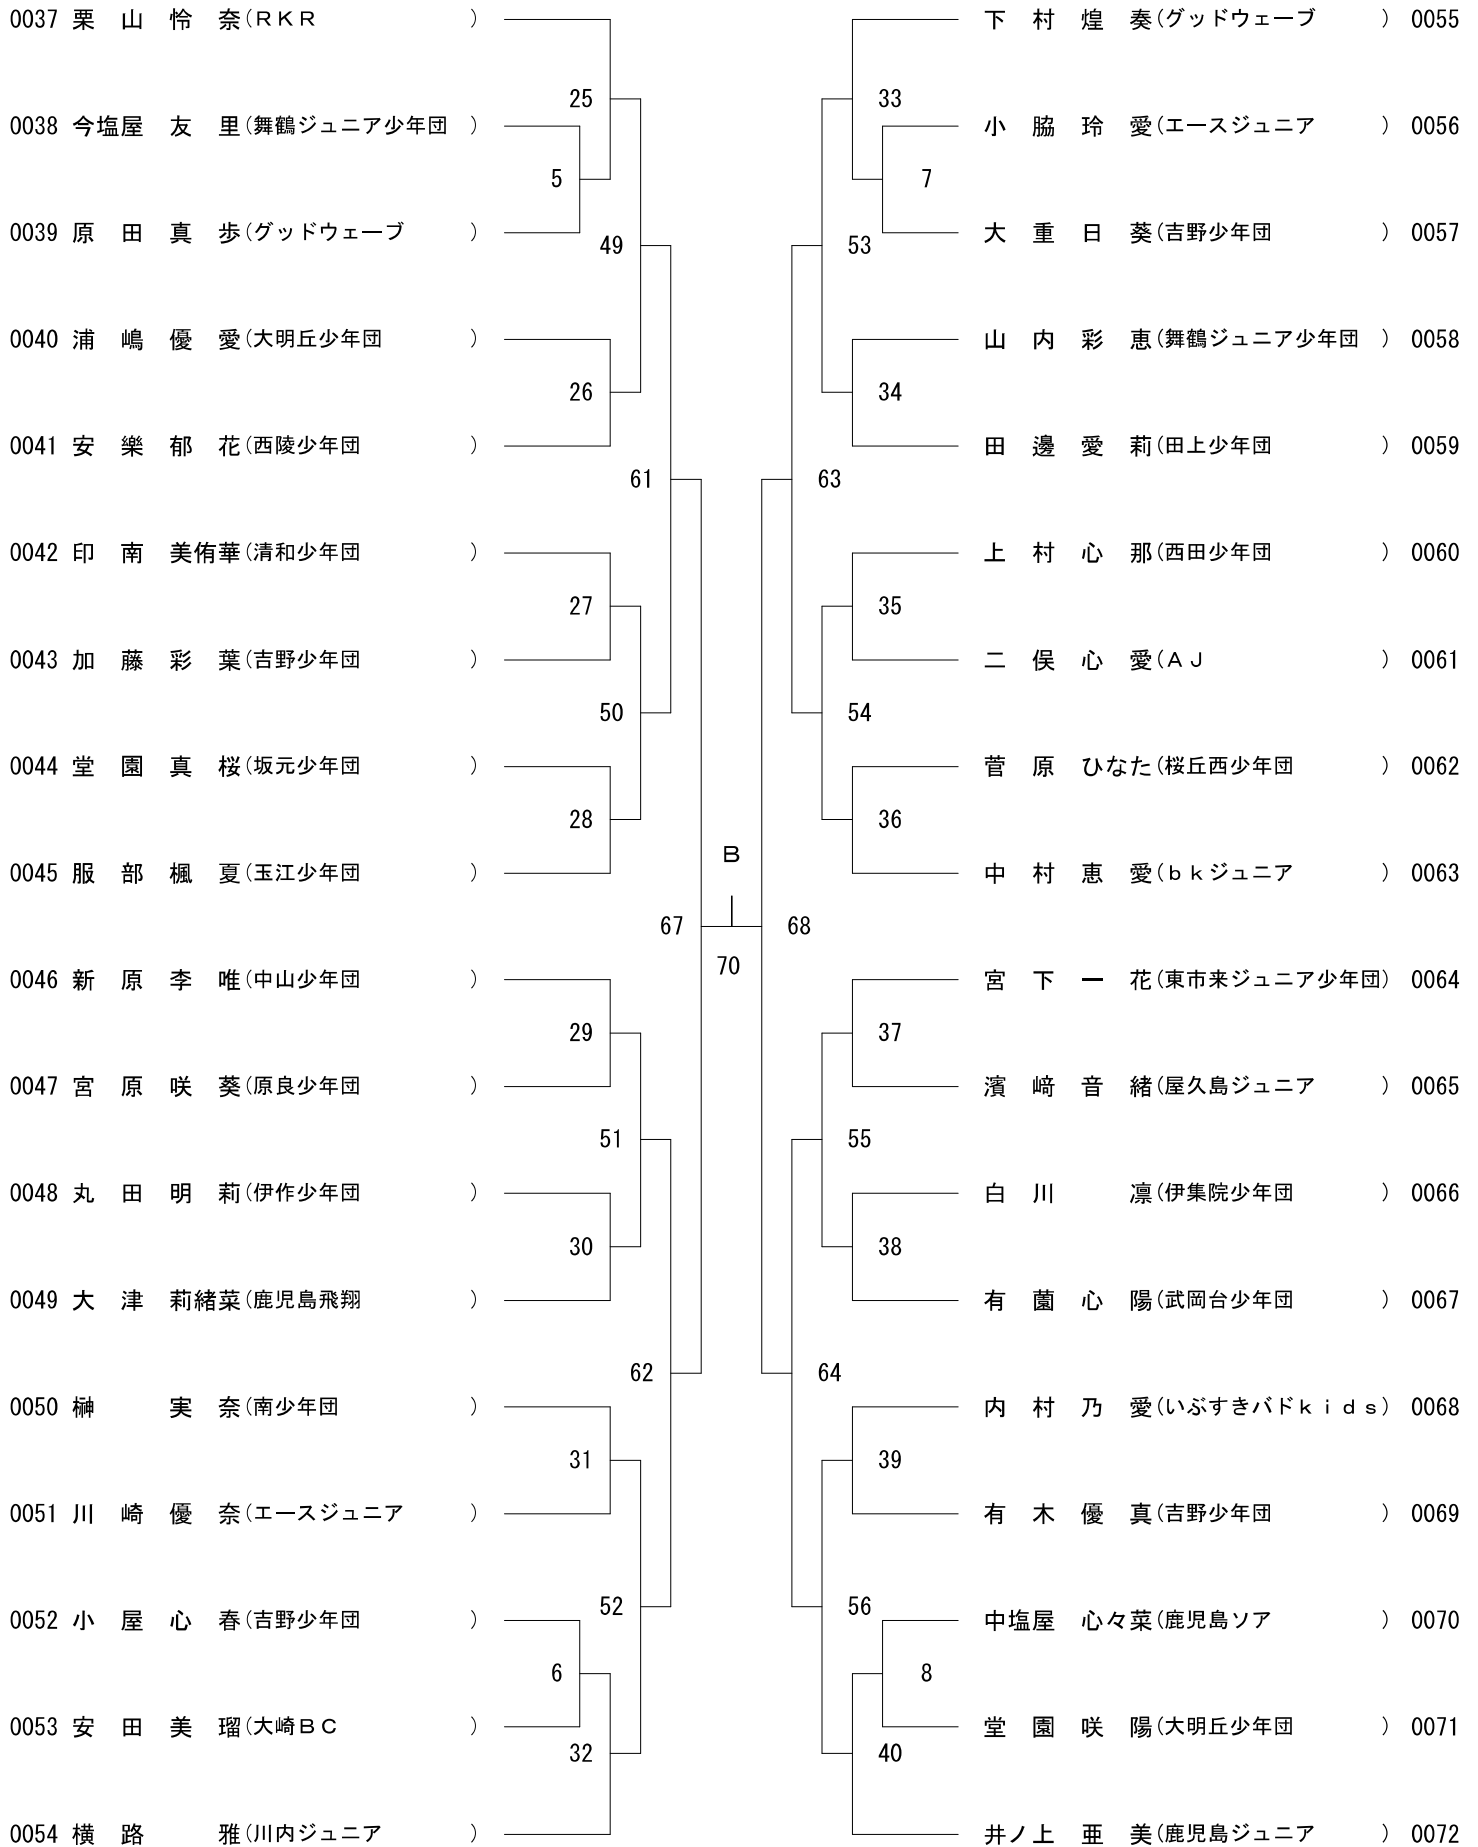 0037 栗 山 怜 奈(RKR )
25
0038 今塩屋 友 里(舞鶴ジュニア少年団 )
5
0039 原 田 真 歩(グッドウェーブ )
49
0040 浦 嶋 優 愛(大明丘少年団 )
26
0041 安 樂 郁 花(西陵少年団 )
61
0042 印 南 美侑華(清和少年団 )
27
0043 加 藤 彩 葉(吉野少年団 )
50
0044 堂 園 真 桜(坂元少年団 )
28
0045 服 部 楓 夏(玉江少年団 )
67
0046 新 原 李 唯(中山少年団 )
29
0047 宮 原 咲 葵(原良少年団 )
51
0048 丸 田 明 莉(伊作少年団 )
30
0049 大 津 莉緒菜(鹿児島飛翔 )
62
0050 榊 実 奈(南少年団 )
31
0051 川 崎 優 奈(エースジュニア )
52
0052 小 屋 心 春(吉野少年団 )
6
0053 安 田 美 瑠(大崎BC )
32
0054 横 路 雅(川内ジュニア )
B
70
下 村 煌 奏(グッドウェーブ ) 0055
33
小 脇 玲 愛(エースジュニア ) 0056
7
大 重 日 葵(吉野少年団 ) 0057
53
山 内 彩 恵(舞鶴ジュニア少年団 ) 0058
34
田 邊 愛 莉(田上少年団 ) 0059
63
上 村 心 那(西田少年団 ) 0060
35
二 俣 心 愛(AJ ) 0061
54
菅 原 ひなた(桜丘西少年団 ) 0062
36
中 村 恵 愛(bkジュニア ) 0063
68
宮 下 一 花(東市来ジュニア少年団) 0064
37
濱 﨑 音 緒(屋久島ジュニア ) 0065
55
白 川 凛(伊集院少年団 ) 0066
38
有 薗 心 陽(武岡台少年団 ) 0067
64
内 村 乃 愛(いぶすきバドkids) 0068
39
有 木 優 真(吉野少年団 ) 0069
56
中塩屋 心々菜(鹿児島ソア ) 0070
8
堂 園 咲 陽(大明丘少年団 ) 0071
40
井ノ上 亜 美(鹿児島ジュニア ) 0072